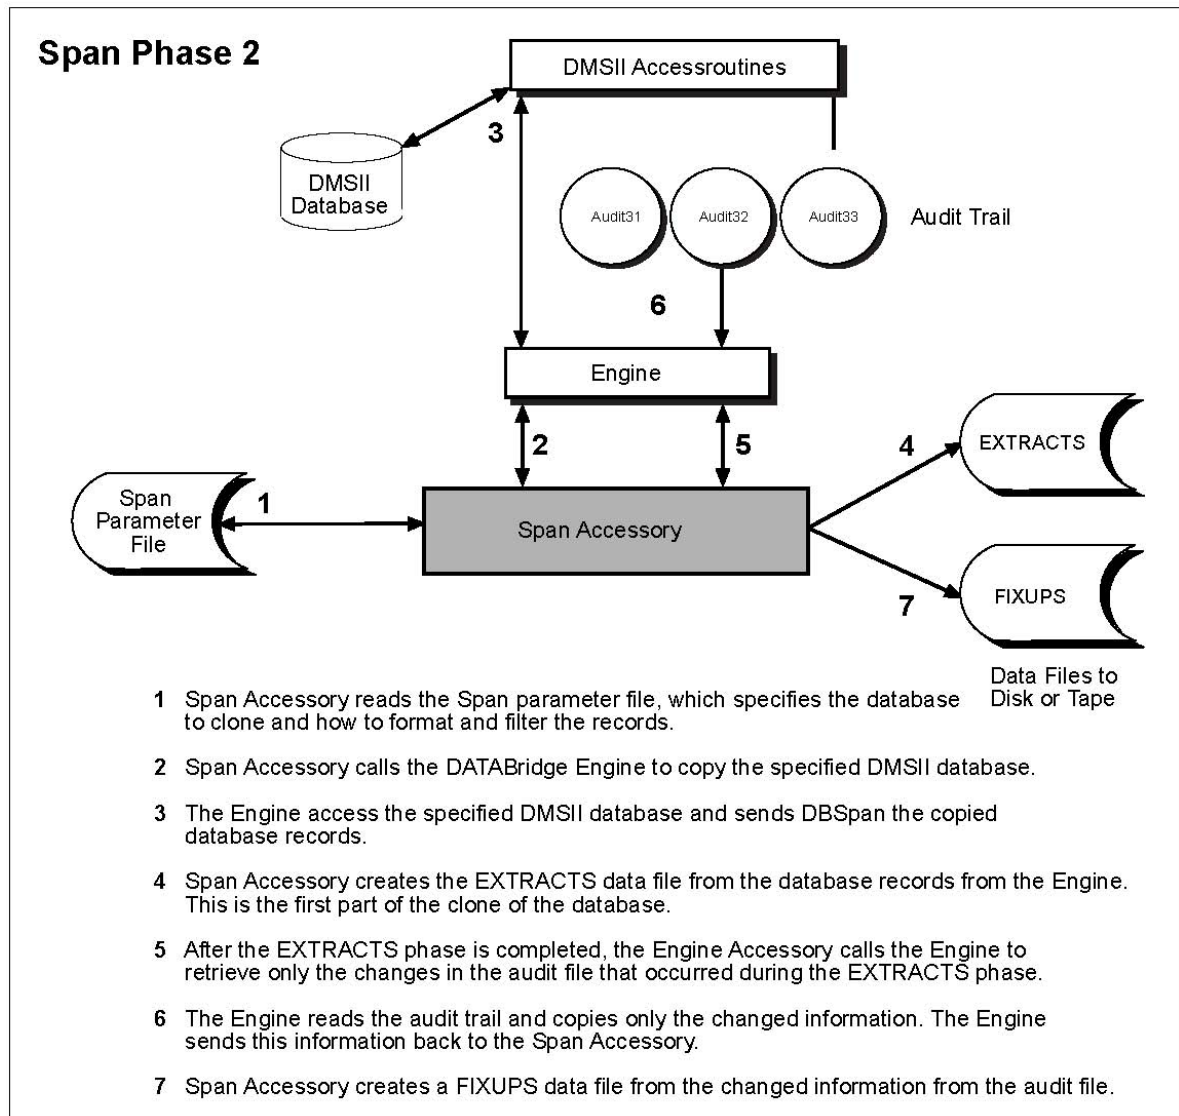 Span Phase 2
DMSII Accessroutines
3
DMSII
Database
Audit31
Audit32
Audit33
Audit Trail
6
Engine
2
5
4
EXTRACTS
Span
Parameter
File
1
Span Accessory
7
FIXUPS
Data Files to
Disk or Tape
1 Span Accessory reads the Span parameter file, which specifies the database
to clone and how to format and filter the records.
2 Span Accessory calls the DATABridge Engine to copy the specified DMSII database.
3 The Engine access the specified DMSII database and sends DBSpan the copied
database records.
4 Span Accessory creates the EXTRACTS data file from the database records from the Engine.
This is the first part of the clone of the database.
5 After the EXTRACTS phase is completed, the Engine Accessory calls the Engine to
retrieve only the changes in the audit file that occurred during the EXTRACTS phase.
6 The Engine reads the audit trail and copies only the changed information. The Engine
sends this information back to the Span Accessory.
7 Span Accessory creates a FIXUPS data file from the changed information from the audit file.